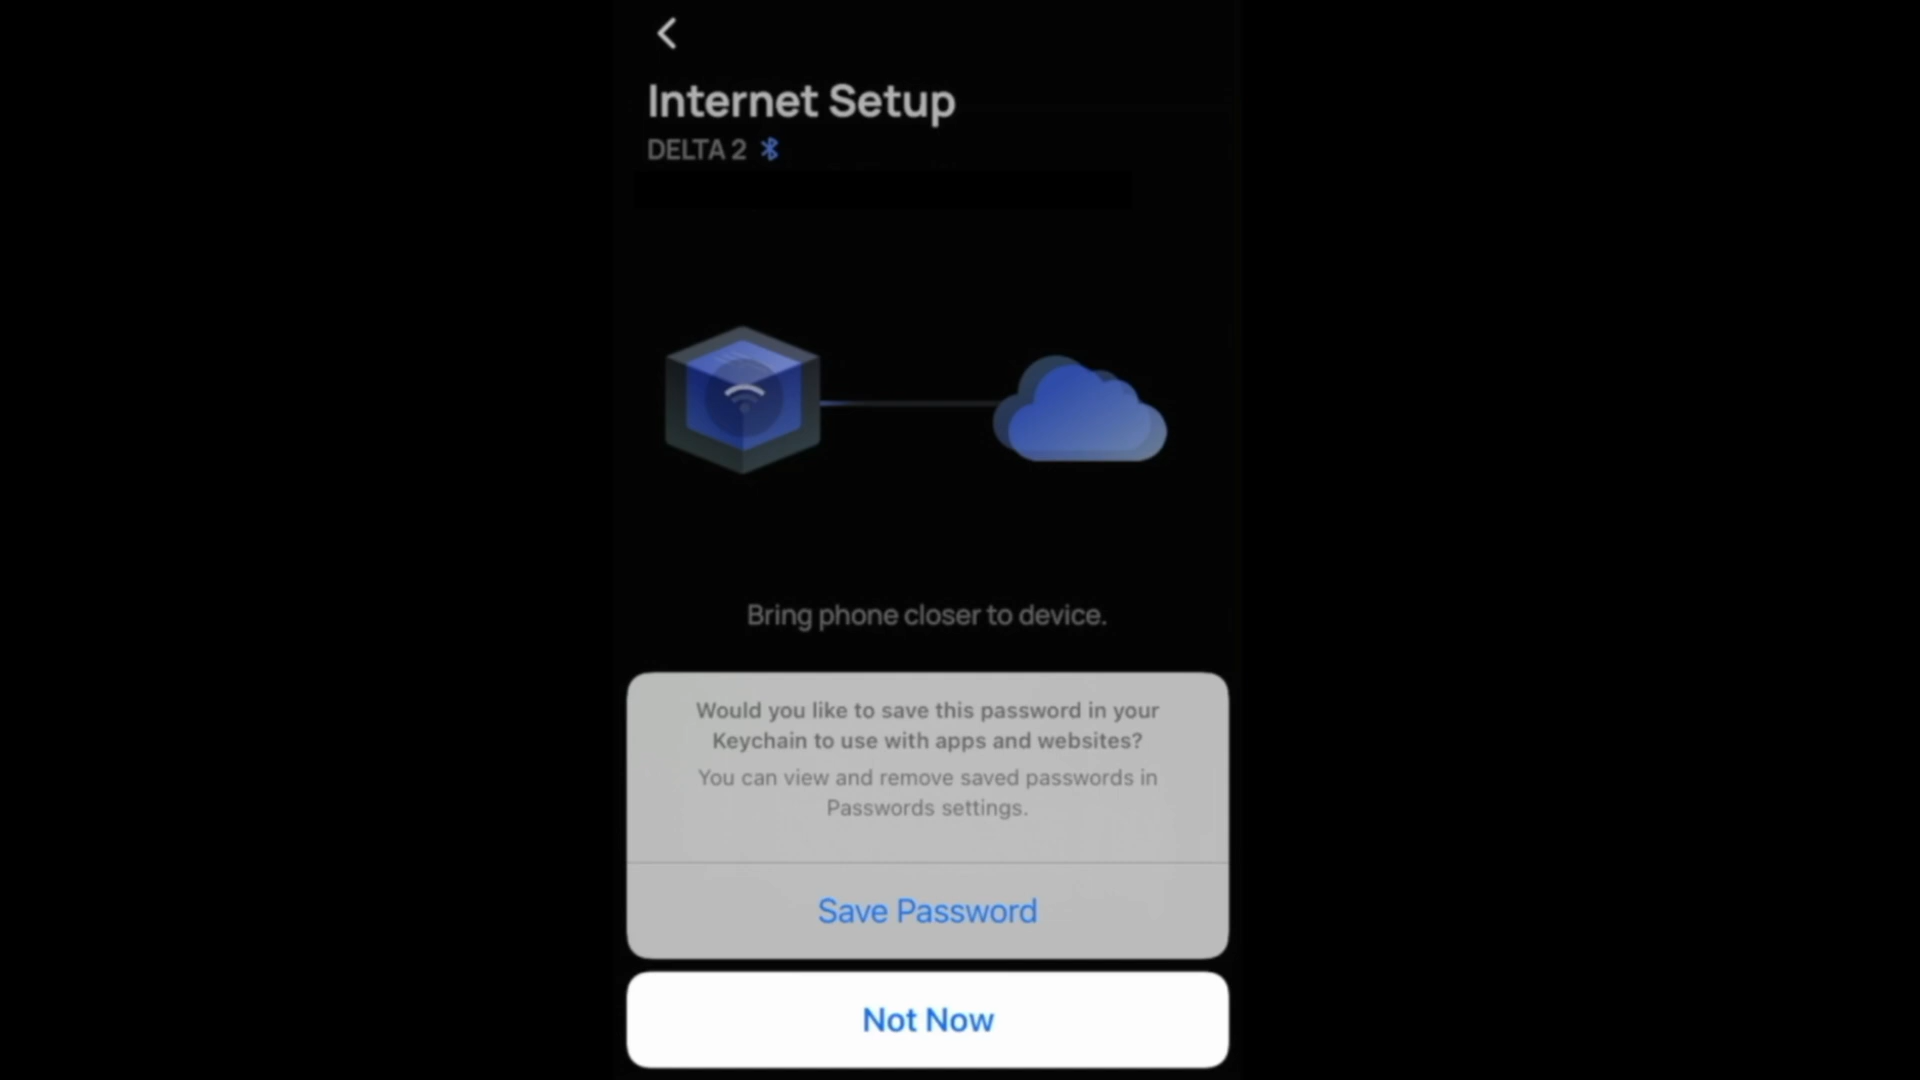 Internet Setup
DELTA 2
Bring phone closer to device.
Would you like to save this password in your
Keychain to use with apps and websites?
You can view and remove saved passwords in
Passwords settings.
Save Password
Not Now